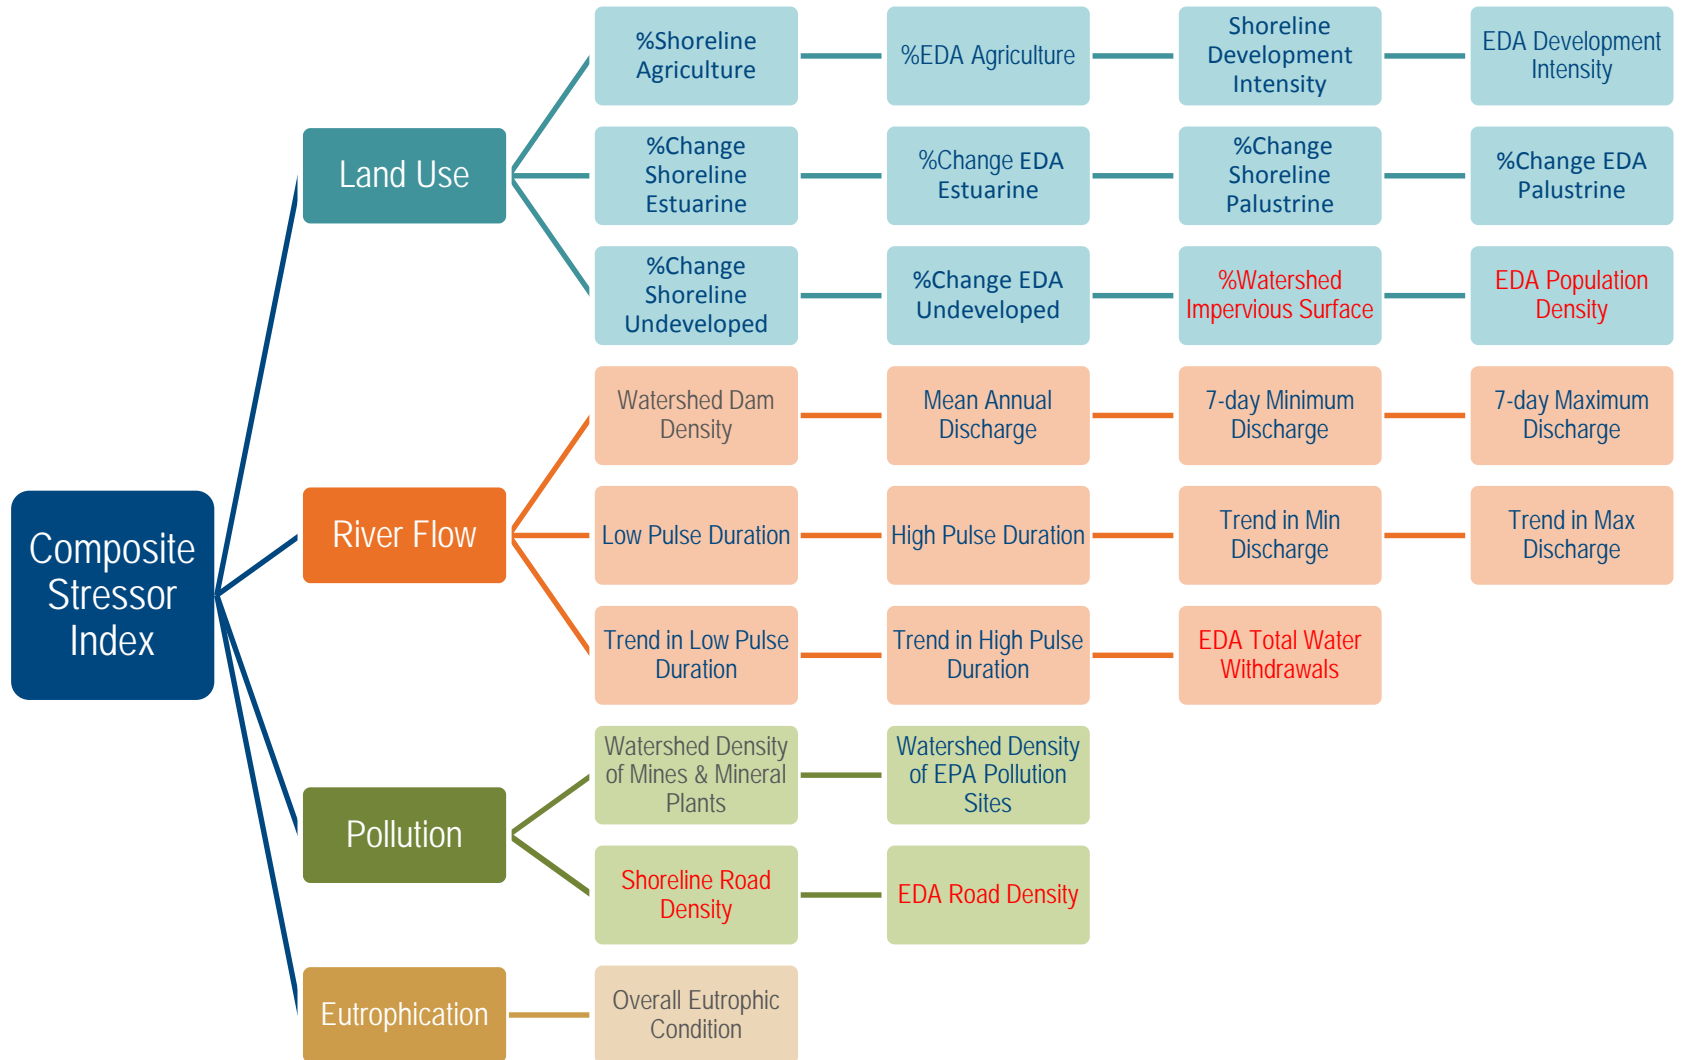 Composite
Stressor
Index
Land Use
%Shoreline
Agriculture
%EDA Agriculture
Shoreline
Development
Intensity
EDA Development
Intensity
%Change
Shoreline
Estuarine
%Change EDA
Estuarine
%Change
Shoreline
Palustrine
%Change EDA
Palustrine
%Change
Shoreline
Undeveloped
%Change EDA
Undeveloped
%Watershed
Impervious Surface
EDA Population
Density
River Flow
Watershed Dam
Density
Mean Annual
Discharge
7-day Minimum
Discharge
7-day Maximum
Discharge
Low Pulse Duration
High Pulse Duration
Trend in Min
Discharge
Trend in Max
Discharge
Trend in Low Pulse
Duration
Trend in High Pulse
Duration
EDA Total Water
Withdrawals
Pollution
Watershed Density
of Mines & Mineral
Plants
Watershed Density
of EPA Pollution
Sites
Shoreline Road
Density
EDA Road Density
Eutrophication
Overall Eutrophic
Condition